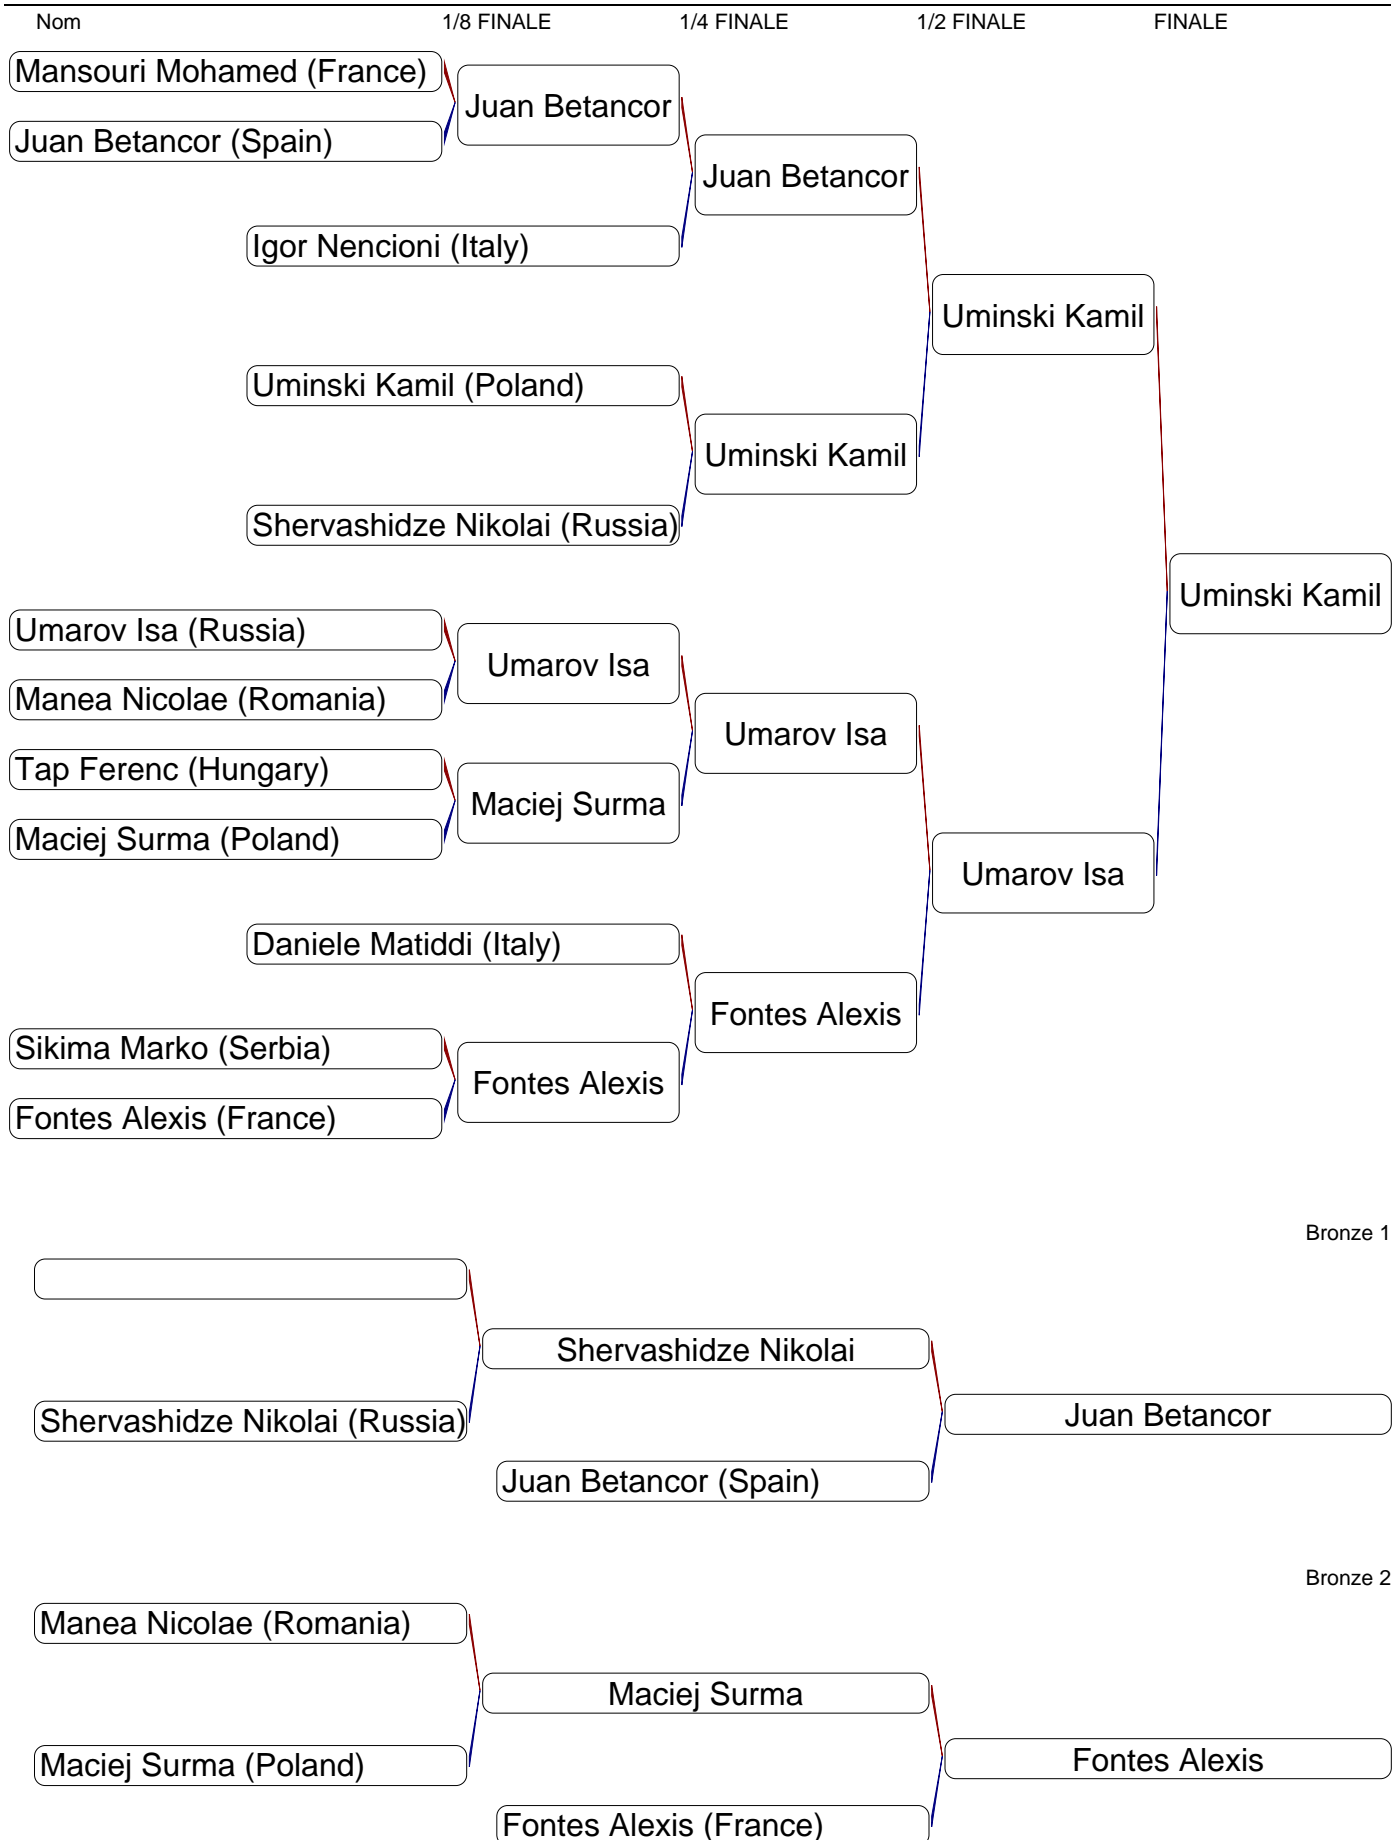 Nom 1/8 FINALE 1/4 FINALE 1/2 FINALE FINALE
Mansouri Mohamed (France)
Juan Betancor
Juan Betancor (Spain)
Juan Betancor
Igor Nencioni (Italy)
Uminski Kamil
Uminski Kamil (Poland)
Uminski Kamil
Shervashidze Nikolai (Russia)
Uminski Kamil
Umarov Isa (Russia)
Umarov Isa
Manea Nicolae (Romania)
Umarov Isa
Tap Ferenc (Hungary)
Maciej Surma
Maciej Surma (Poland)
Umarov Isa
Daniele Matiddi (Italy)
Fontes Alexis
Sikima Marko (Serbia)
Fontes Alexis
Fontes Alexis (France)
Bronze 1
Shervashidze Nikolai
Juan Betancor
Shervashidze Nikolai (Russia)
Juan Betancor (Spain)
Bronze 2
Manea Nicolae (Romania)
Maciej Surma
Fontes Alexis
Maciej Surma (Poland)
Fontes Alexis (France)